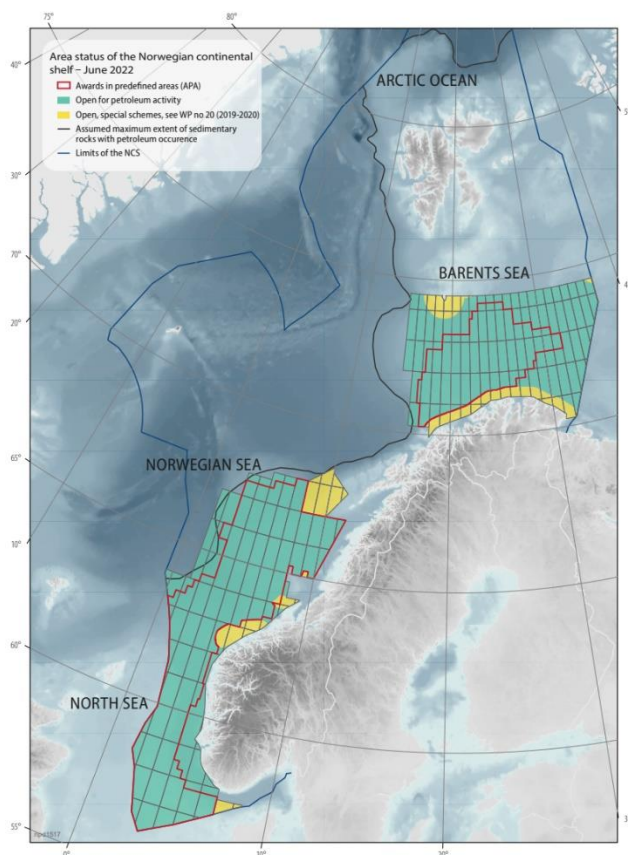 75°
80°
40°
Area status of the Norwegian continental
shelf – June 2022
Awards in predefined areas (APA)
Open for petroleum activity
Open, special schemes, see WP no.20 (2019-2020)
Assumed maximum extent of sedimentary
rocks with petroleum occurence
Limits of the NCS
ARCTIC OCEAN
30°
70°
BARENTS SEA
20°
65°
NORWEGIAN SEA
10°
60°
NORTH SEA
55°
0°
10°
20°